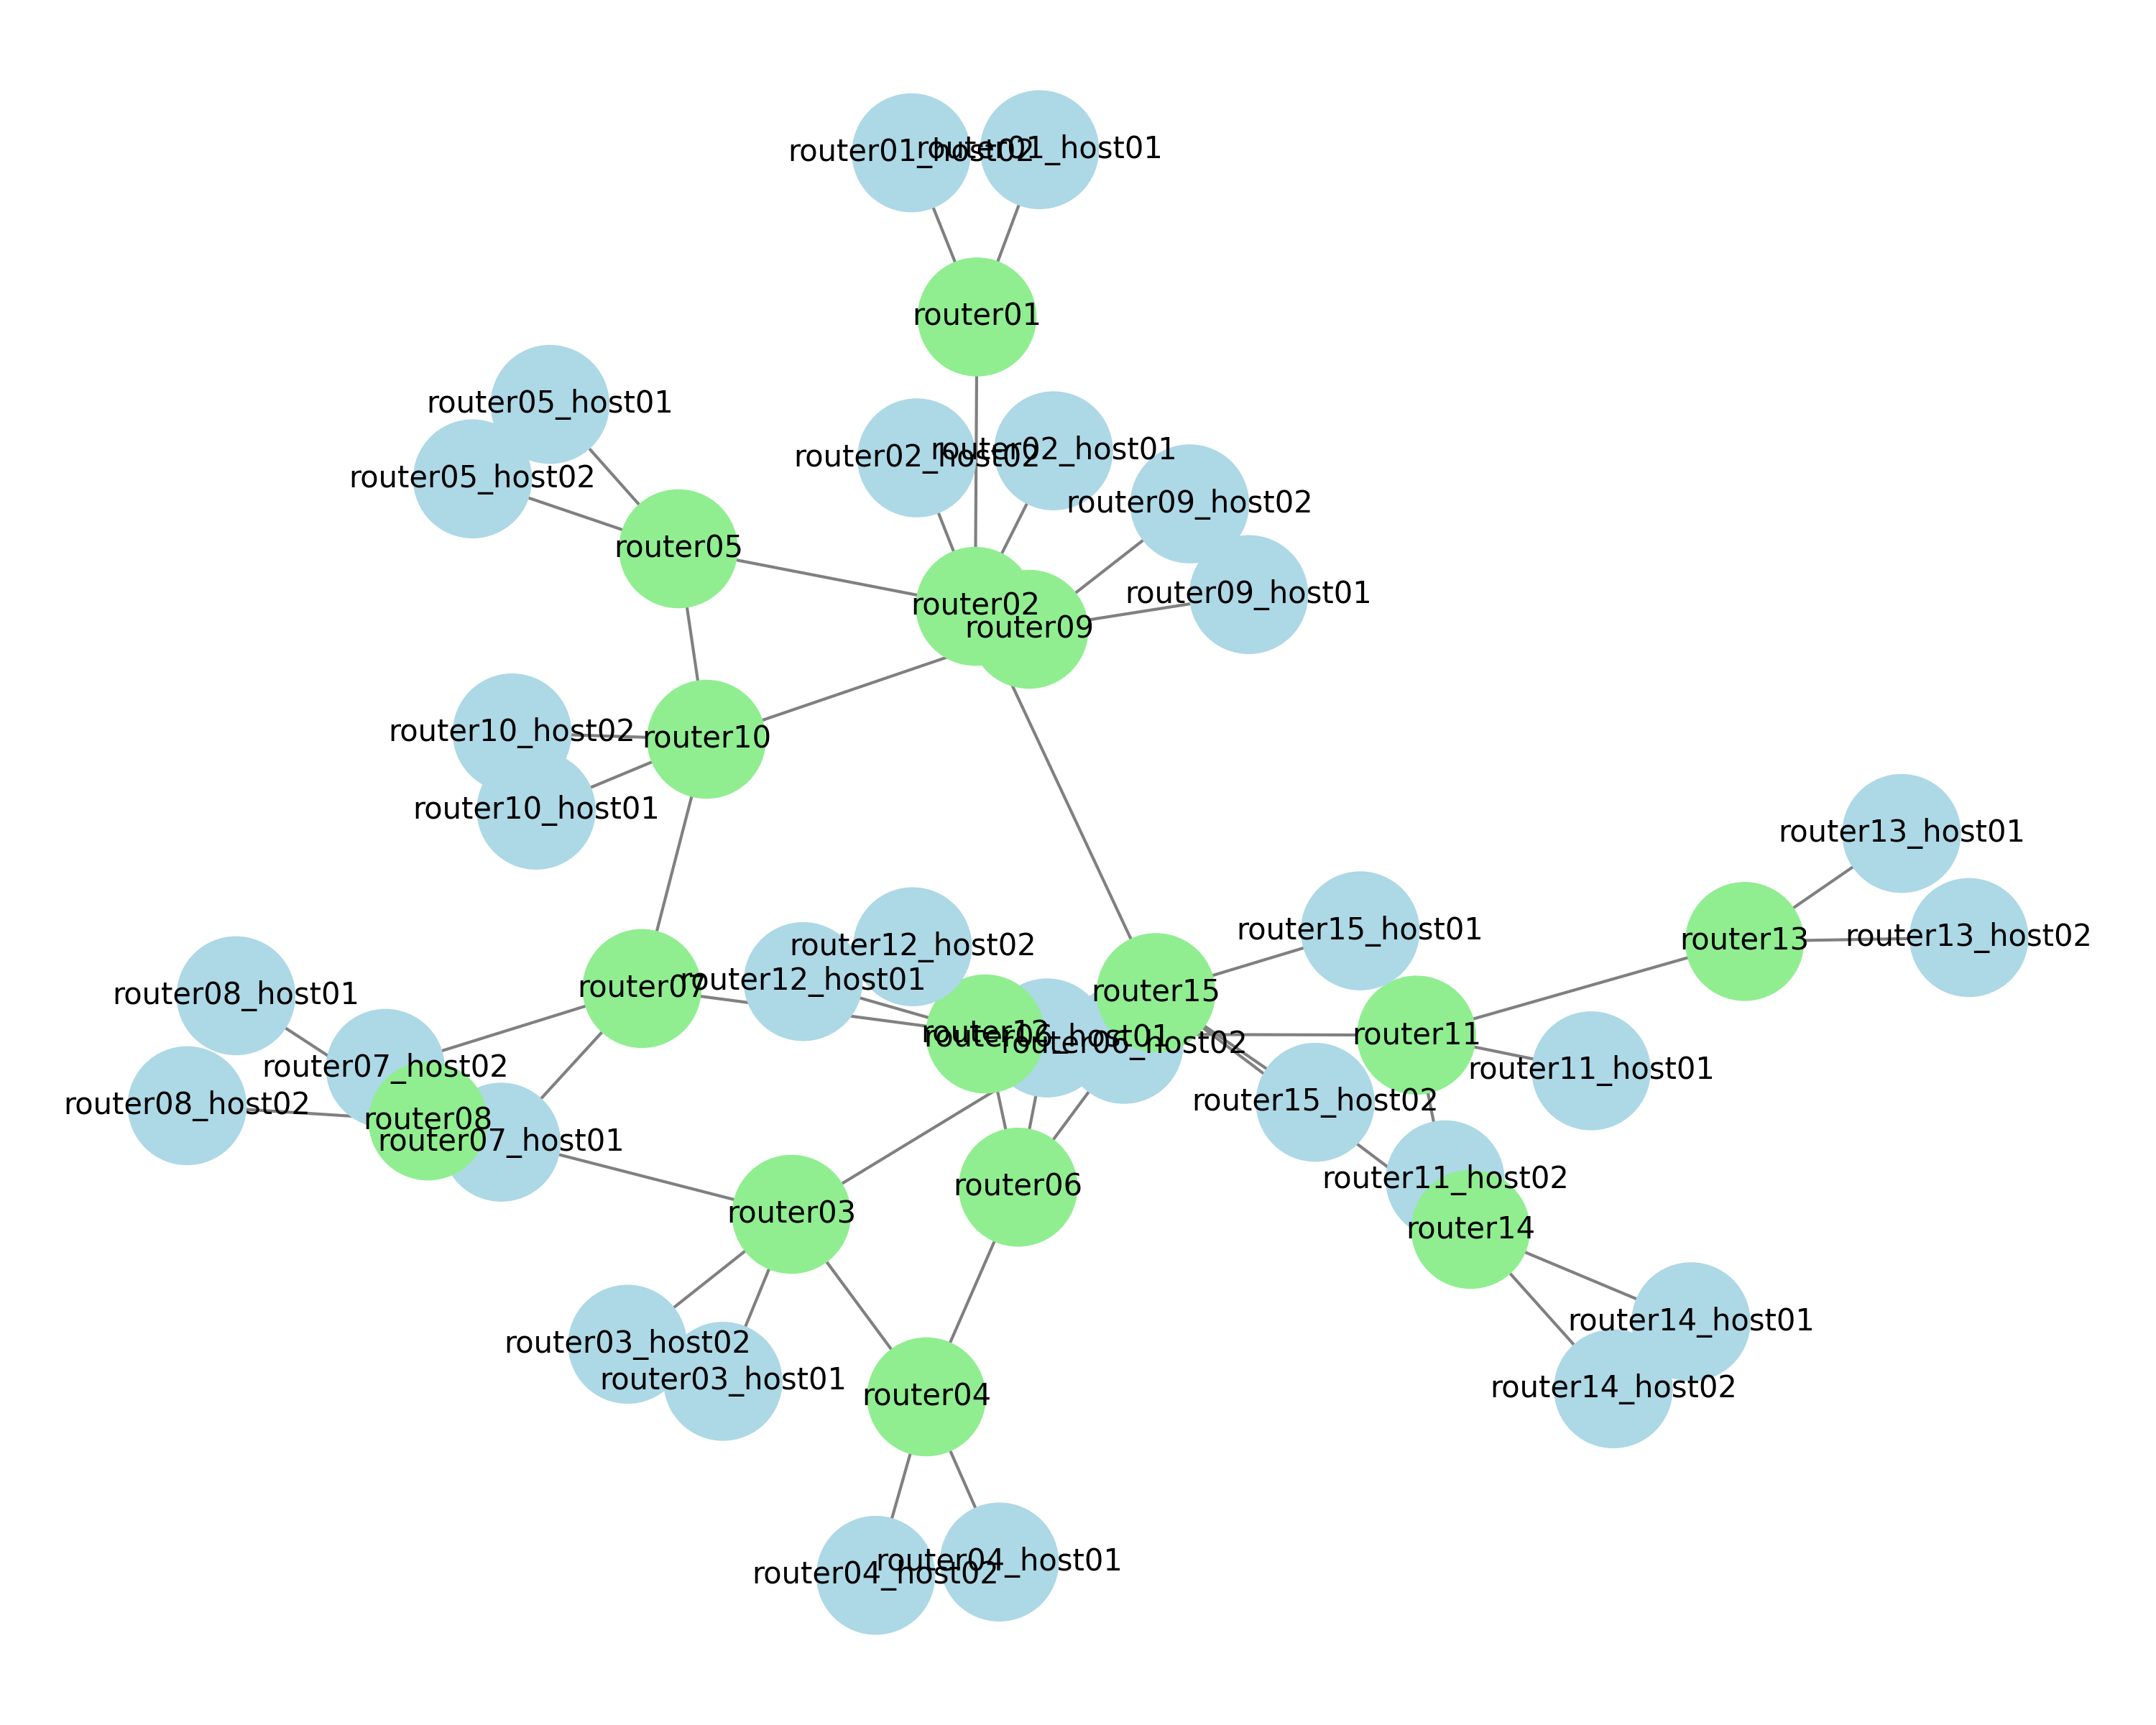 router01_host02
router01_host01
router01
router05_host01
router02_host02
router02_host01
router05_host02
router09_host02
router05
router09_host01
router02
router09
router10_host02
router10
router10_host01
router13_host01
router15_host01
router13_host02
router13
router12_host02
router12_host01
router07
router15
router08_host01
router12
router06_host01
router06_host02
router11
router07_host02
router11_host01
router15_host02
router08_host02
router08
router07_host01
router11_host02
router06
router03
router14
router14_host01
router03_host02
router03_host01
router14_host02
router04
router04_host01
router04_host02